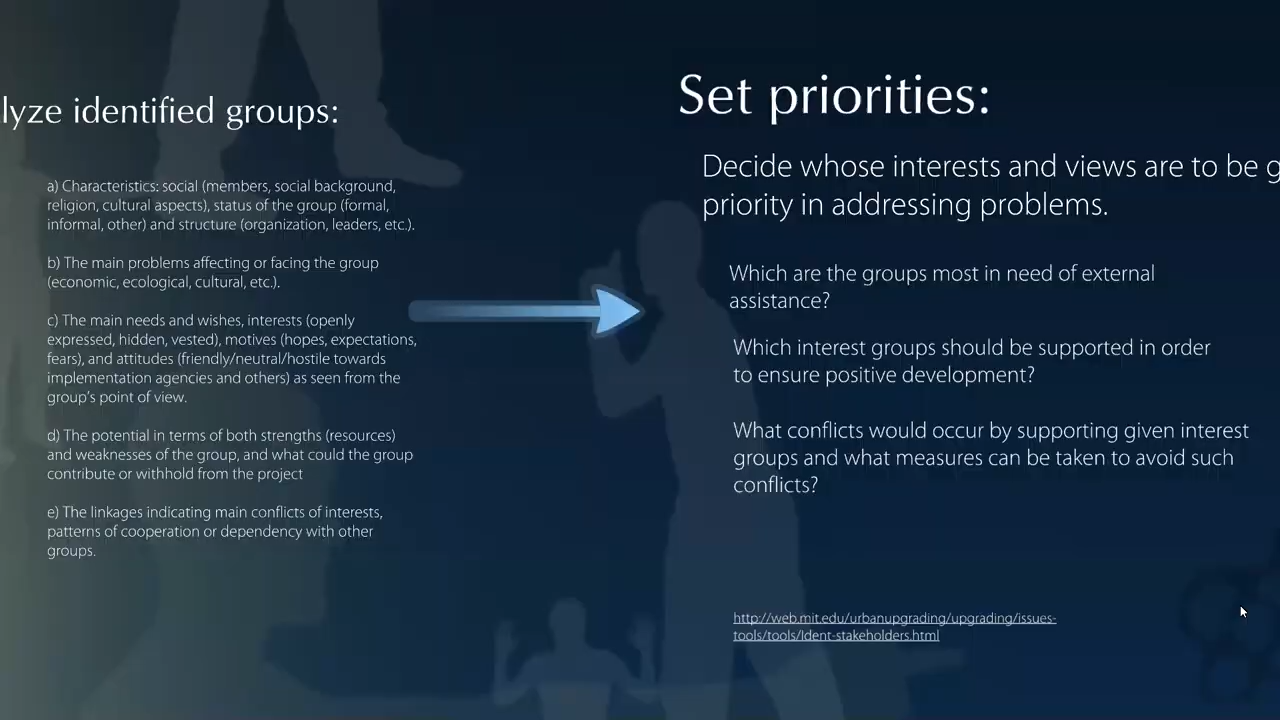 lyze identified groups:
a) Characteristics: social (members, social background,
religion, cultural aspects), status of the group (formal,
informal, other) and structure (organization, leaders, etc.).
b) The main problems affecting or facing the group
(economic, ecological, cultural, etc.).
c) The main needs and wishes, interests (openly
expressed, hidden, vested), motives (hopes, expectations,
fears), and attitudes (friendly/neutral/hostile towards
implementation agencies and others) as seen from the
group's point of view.
d) The potential in terms of both strengths (resources)
and weaknesses of the group, and what could the group
contribute or withhold from the project
e) The linkages indicating main conflicts of interests,
patterns of cooperation or dependency with other
groups.
Set priorities:
Decide whose interests and views are to be g
priority in addressing problems.
Which are the groups most in need of external
assistance?
Which interest groups should be supported in order
to ensure positive development?
What conflicts would occur by supporting given interest
groups and what measures can be taken to avoid such
conflicts?
http://web.mit.edu/urbanupgrading/upgrading/issues-
tools/tools/Ident-stakeholders.html